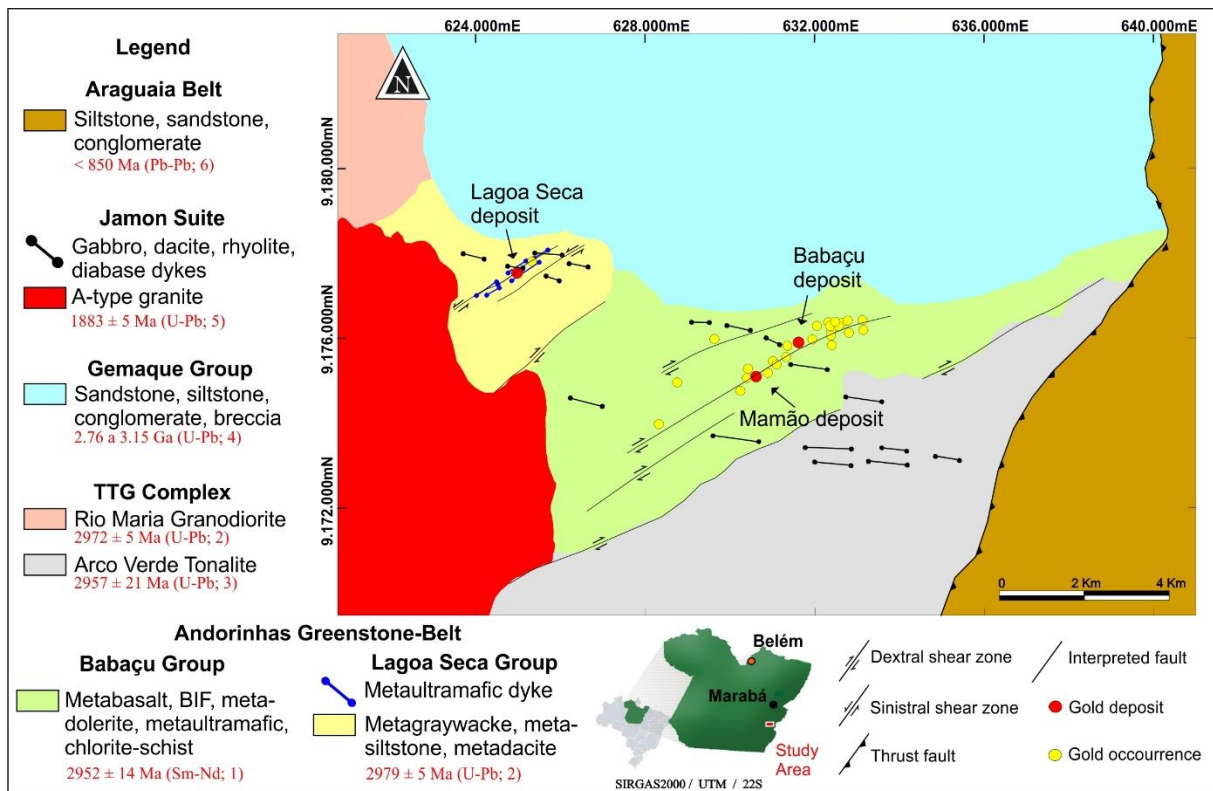 624.000mE
628.000mE
632.000mE
636.000mE
640.000mE
Legend
Araguaia Belt
Siltstone, sandstone,
conglomerate
< 850 Ma (Pb-Pb; 6)
Jamon Suite
Gabbro, dacite, rhyolite,
diabase dykes
A-type granite
1883 ± 5 Ma (U-Pb; 5)
Gemaque Group
Sandstone, siltstone,
conglomerate, breccia
2.76 a 3.15 Ga (U-Pb; 4)
TTG Complex
Rio Maria Granodiorite
2972 ± 5 Ma (U-Pb; 2)
Arco Verde Tonalite
2957 ± 21 Ma (U-Pb; 3)
N
9.180.000mN
9.176.000mN
9.172.000mN
Lagoa Seca
deposit
Babaçu
deposit
Mamão deposit
0 2 Km 4 Km
Andorinhas Greenstone-Belt
Babaçu Group
Metabasalt, BIF, meta-
dolerite, metaultramafic,
chlorite-schist
2952 ± 14 Ma (Sm-Nd; 1)
Lagoa Seca Group
Metaultramafic dyke
Metagraywacke, meta-
siltstone, metadacite
2979 ± 5 Ma (U-Pb; 2)
Belém
Marabá
Study
Area
SIRGAS2000 / UTM / 22S
Dextral shear zone
Sinistral shear zone
Thrust fault
Interpreted fault
Gold deposit
Gold occurrence